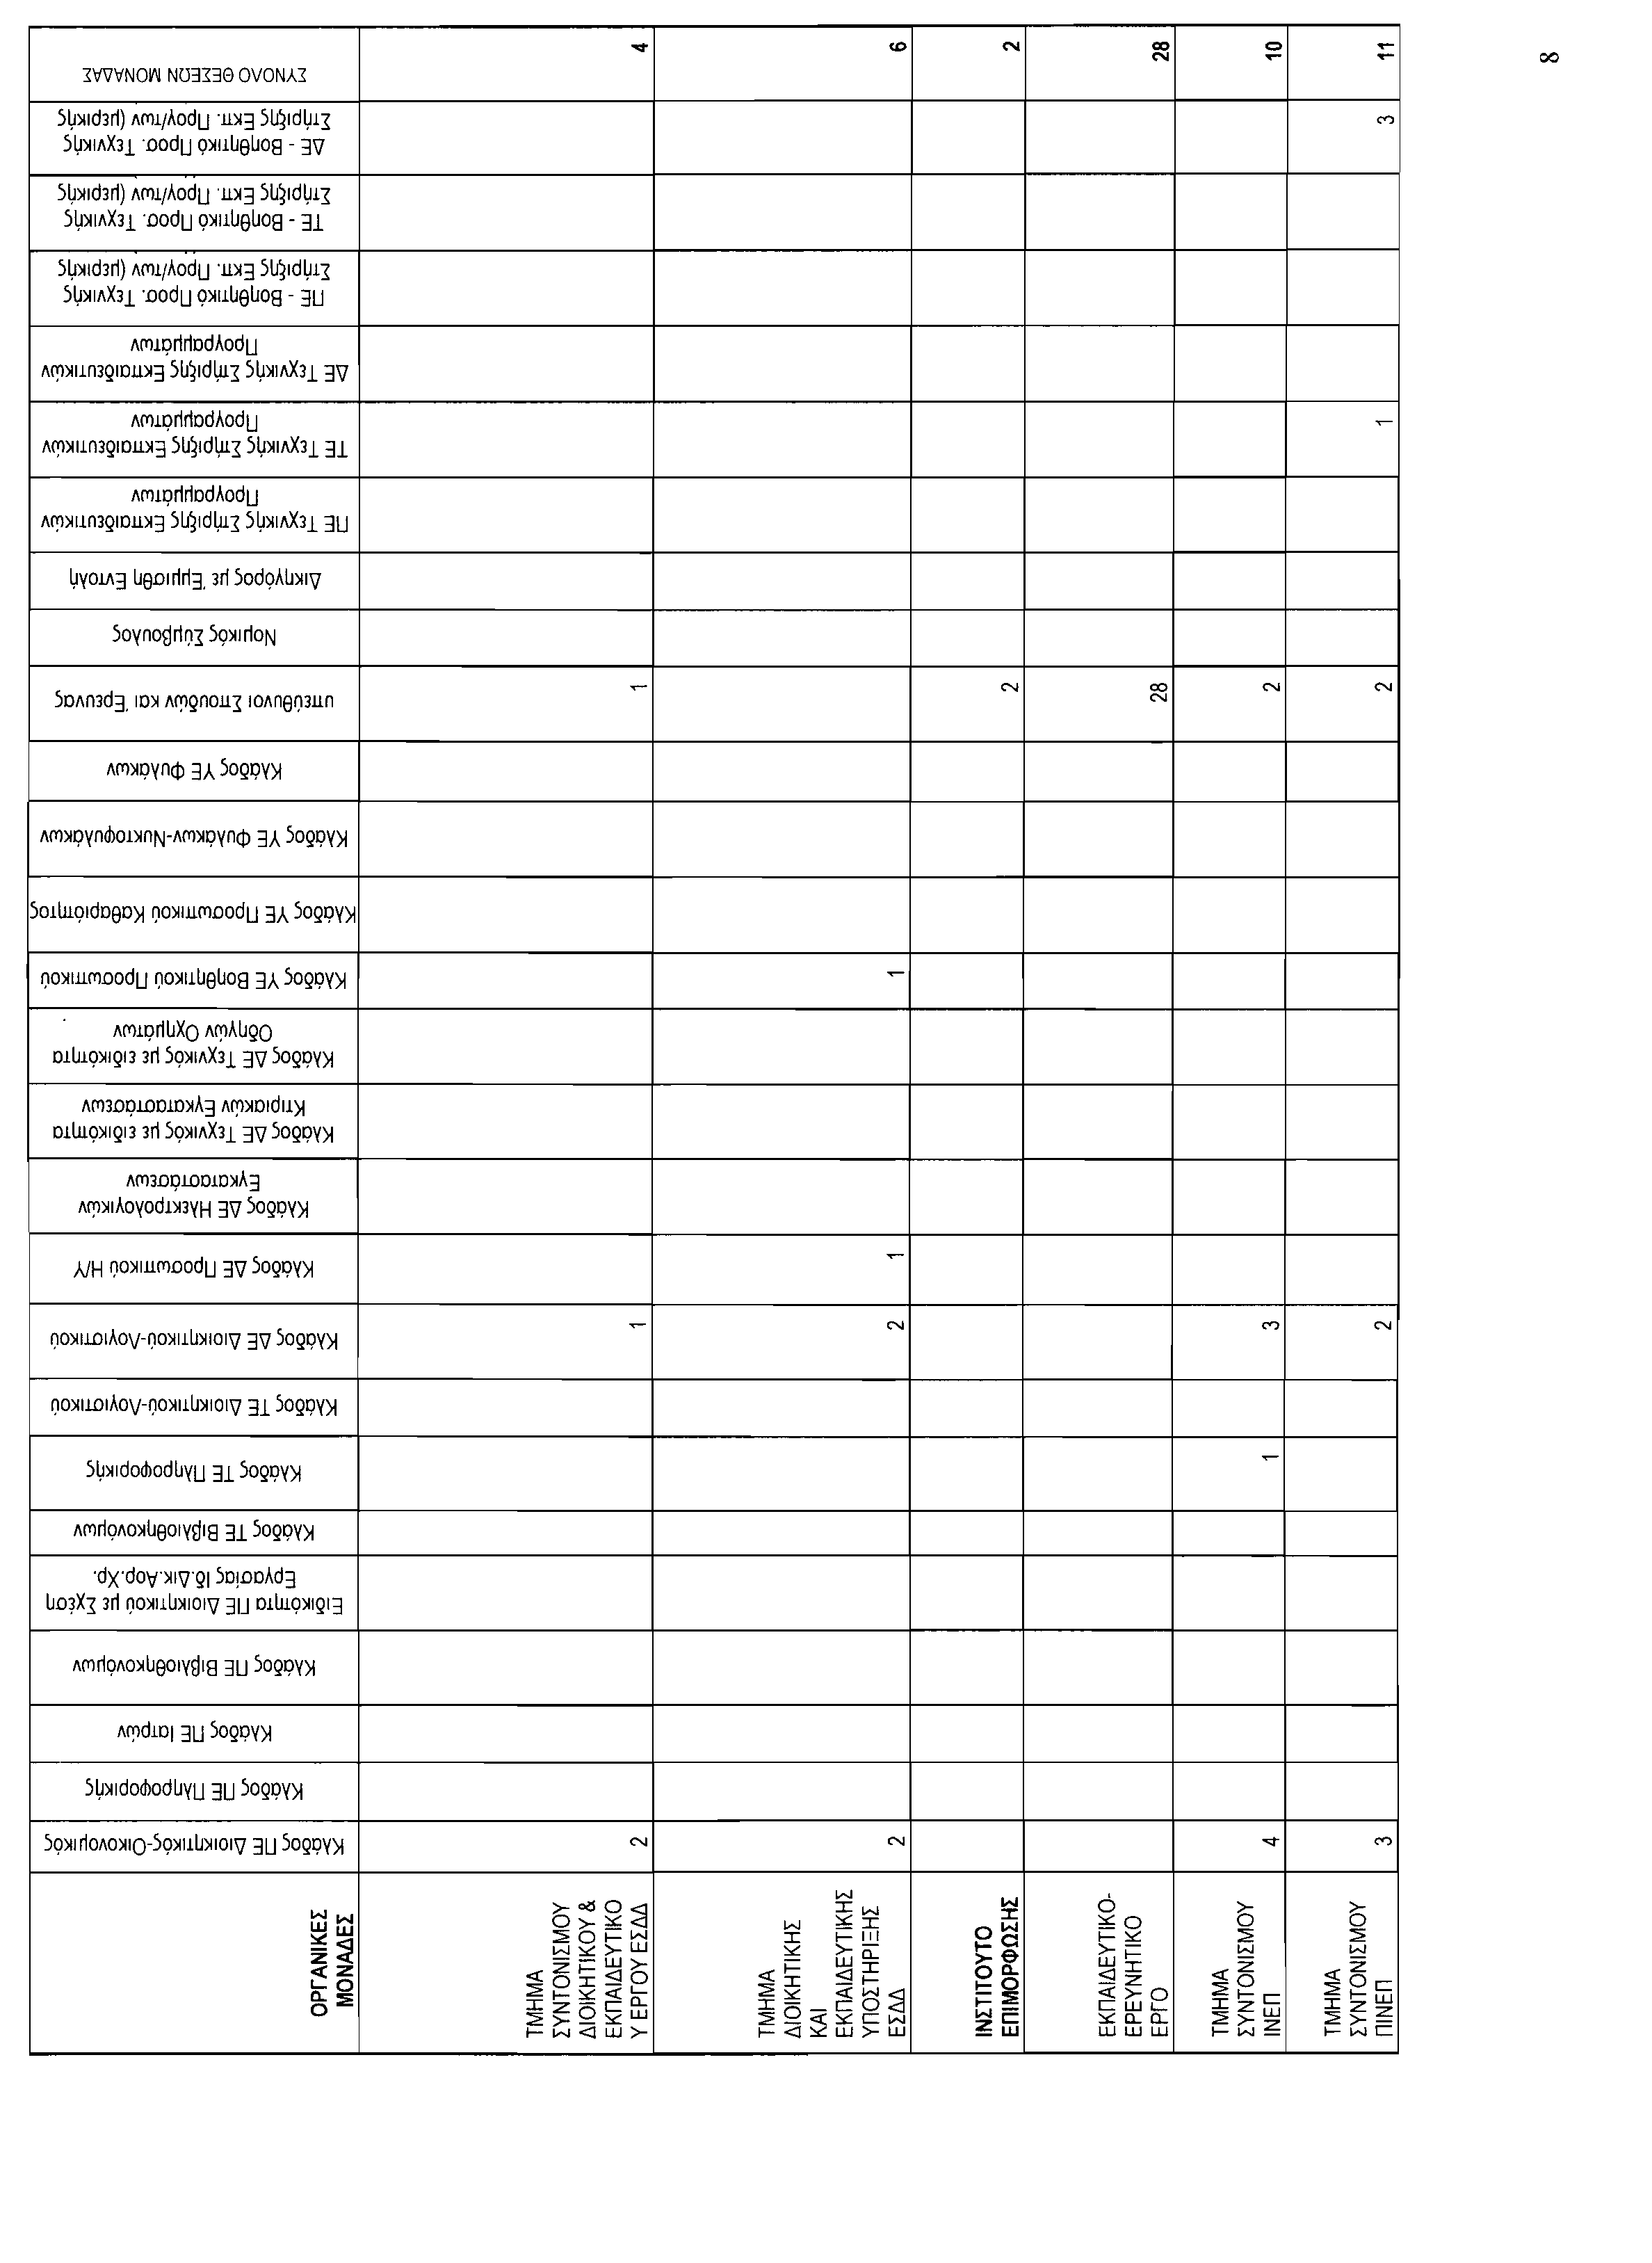 ΟΡΓΑΝΙΚΕΣ
ΜΟΝΑΔΕΣ
Κλάδος ΠΕ Διοικητικός-Οικονομικός
Κλάδος ΠΕ Πληροφορικής
Κλάδος ΠΕ Ιατρών
Κλάδος ΠΕ Βιβλιοθηκονόμων
Ειδικότητα ΠΕ Διοικητικού με Σχέση
Εργασίας Ιδ.Δικ.Αορ.Χρ.
Κλάδος ΤΕ Βιβλιοθηκονόμων
Κλάδος ΤΕ Πληροφορικής
Κλάδος ΤΕ Διοικητικού-Λογιστικού
Κλάδος ΔΕ Διοικητικού-Λογιστικού
Κλάδος ΔΕ Προσωπικού Η/Υ
Κλάδος ΔΕ Ηλεκτρολογικών
Εγκαταστάσεων
Κλάδος ΔΕ Τεχνικός με ειδικότητα
Κτιριακών Εγκαταστάσεων
Κλάδος ΔΕ Τεχνικός με ειδικότητα
Οδηγών Οχημάτων
Κλάδος ΥΕ Βοηθητικού Προσωπικού
Κλάδος ΥΕ Προσωπικού Καθαριότητος
Κλάδος ΥΕ Φυλάκων-Νυκτοφυλάκων
Κλάδος ΥΕ Φυλάκων
υπεύθυνοι Σπουδών και Έρευνας
Νομικός Σύμβουλος
Δικηγόρος με Έμμισθη Εντολή
ΠΕ Τεχνικής Στήριξης Εκπαιδευτικών
Προγραμμάτων
ΤΕ Τεχνικής Στήριξης Εκπαιδευτικών
Προγραμμάτων
ΔΕ Τεχνικής Στήριξης Εκπαιδευτικών
Προγραμμάτων
ΠΕ - Βοηθητικό Προσ. Τεχνικής
Στήριξης Εκπ. Προγ/των (μερικής
ΤΕ - Βοηθητικό Προσ. Τεχνικής
Στήριξης Εκπ. Προγ/των (μερικής
ΔΕ - Βοηθητικό Προσ. Τεχνικής
Στήριξης Εκπ. Προγ/των (μερικής
ΣΥΝΟΛΟ ΘΕΣΕΩΝ ΜΟΝΑΔΑΣ
ΤΜΗΜΑ
ΣΥΝΤΟΝΙΣΜΟΥ
ΔΙΟΙΚΗΤΙΚΟΥ &
ΕΚΠΑΙΔΕΥΤΙΚΟ
Υ ΕΡΓΟΥ ΕΣΔΔ
2 1 1 4
ΤΜΗΜΑ
ΔΙΟΙΚΗΤΙΚΗΣ
ΚΑΙ
ΕΚΠΑΙΔΕΥΤΙΚΗΣ
ΥΠΟΣΤΗΡΙΞΗΣ
ΕΣΔΔ
2 2 1 1 6
ΙΝΣΤΙΤΟΥΤΟ
ΕΠΙΜΟΡΦΩΣΗΣ
2 2
ΕΚΠΑΙΔΕΥΤΙΚΟ-
ΕΡΕΥΝΗΤΙΚΟ
ΕΡΓΟ
28 28
ΤΜΗΜΑ
ΣΥΝΤΟΝΙΣΜΟΥ
ΙΝΕΠ
4 1 3 2 10
ΤΜΗΜΑ
ΣΥΝΤΟΝΙΣΜΟΥ
ΠΙΝΕΠ
3 2 2 1 3 11
8